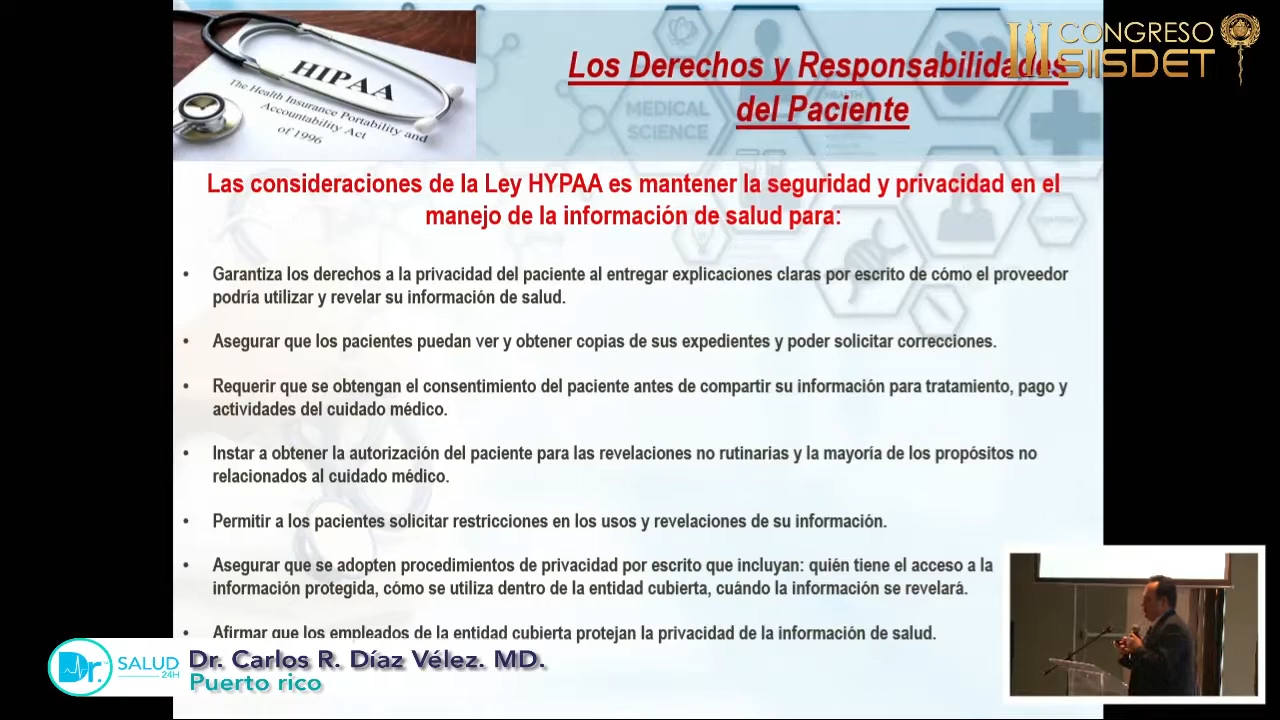 III CONGRESO
SIISDET
HIPAA
The Health Insurance Portability and
Accountability Act
of 1996
MEDICAL
SCIENCE
HEALTH
Los Derechos y Responsabilidades
del Paciente
Las consideraciones de la Ley HYPAA es mantener la seguridad y privacidad en el
manejo de la información de salud para:
• Garantiza los derechos a la privacidad del paciente al entregar explicaciones claras por escrito de cómo el proveedor
podría utilizar y revelar su información de salud.
• Asegurar que los pacientes puedan ver y obtener copias de sus expedientes y poder solicitar correcciones.
• Requerir que se obtengan el consentimiento del paciente antes de compartir su información para tratamiento, pago y
actividades del cuidado médico.
• Instar a obtener la autorización del paciente para las revelaciones no rutinarias y la mayoría de los propósitos no
relacionados al cuidado médico.
• Permitir a los pacientes solicitar restricciones en los usos y revelaciones de su información.
• Asegurar que se adopten procedimientos de privacidad por escrito que incluyan: quién tiene el acceso a la
información protegida, cómo se utiliza dentro de la entidad cubierta, cuándo la información se revelará.
• Afirmar que los empleados de la entidad cubierta protejan la privacidad de la información de salud.
Dr. SALUD
24H
Dr. Carlos R. Díaz Vélez. MD.
Puerto rico